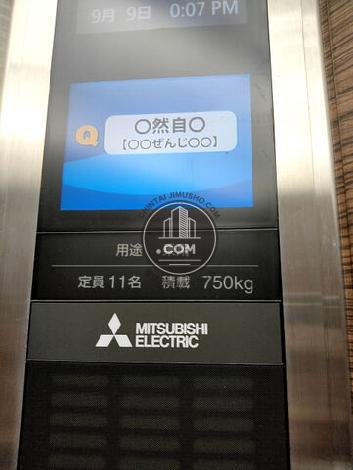 9月 9日 0:07 PM
Q
〇然自〇
【〇〇ぜんじ〇〇】
SHINTAI JIMUSHO.COM
.COM
用途
定員11名 積載 750kg
MITSUBISHI
ELECTRIC